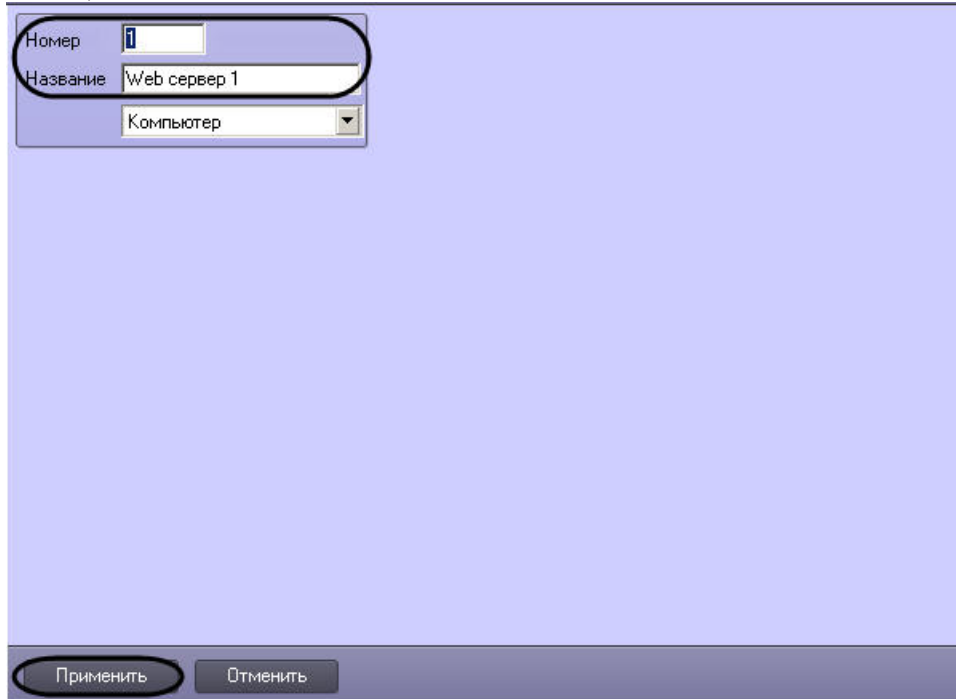 Номер 1
Название Web сервер 1
Компьютер
Применить Отменить